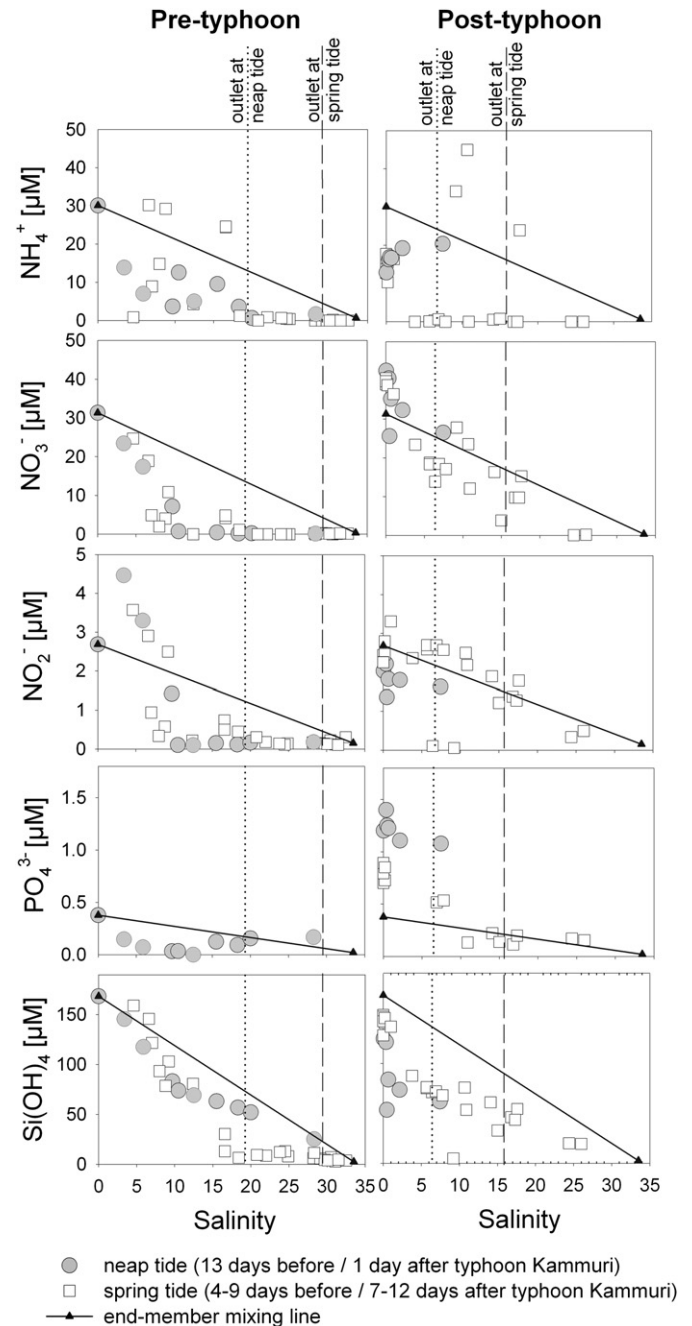 Pre-typhoon
Post-typhoon
outlet at
neap tide
outlet at
spring tide
outlet at
neap tide
outlet at
spring tide
NH₄⁺ [µM]
50
40
30
20
10
0
NO₃⁻ [µM]
50
40
30
20
10
0
NO₂⁻ [µM]
5
4
3
2
1
0
PO₄³⁻ [µM]
1.5
1.0
0.5
0.0
Si(OH)₄ [µM]
150
100
50
0
0 5 10 15 20 25 30 35
0 5 10 15 20 25 30 35
Salinity
Salinity
neap tide (13 days before / 1 day after typhoon Kammuri)
spring tide (4-9 days before / 7-12 days after typhoon Kammuri)
end-member mixing line